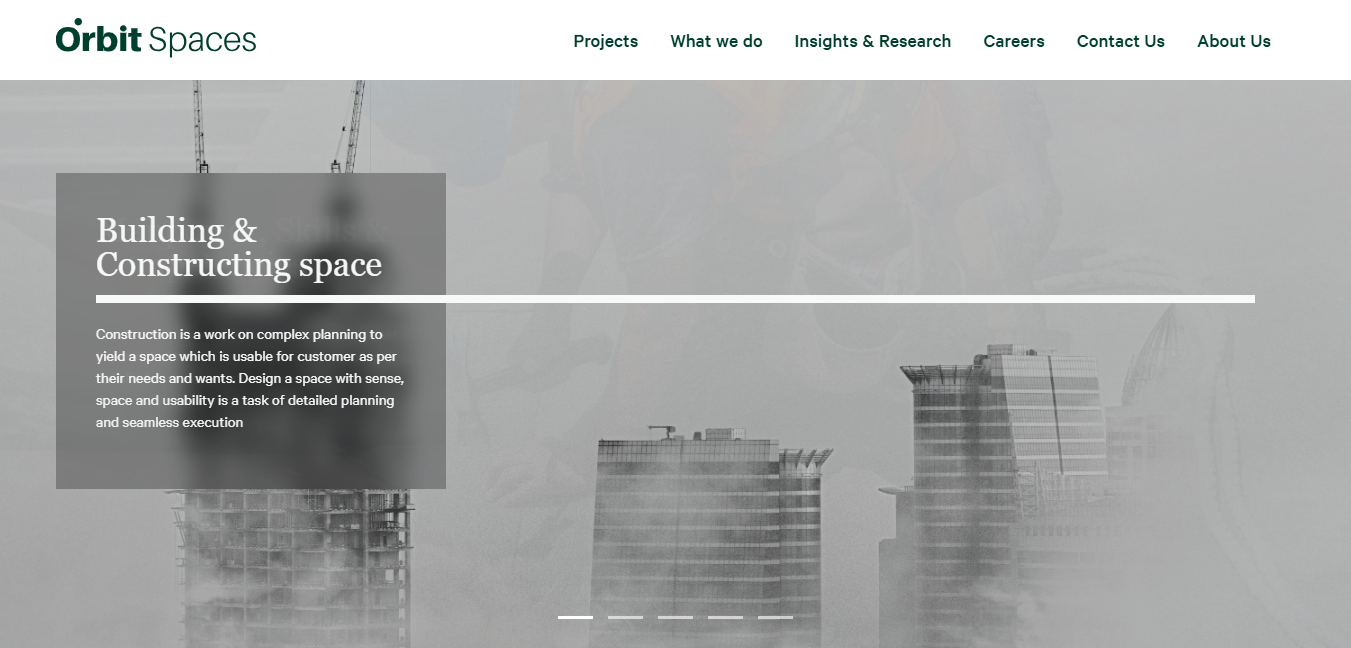 Orbit Spaces
Projects What we do Insights & Research Careers Contact Us About Us
Building &
Constructing space
Construction is a work on complex planning to
yield a space which is usable for customer as per
their needs and wants. Design a space with sense,
space and usability is a task of detailed planning
and seamless execution